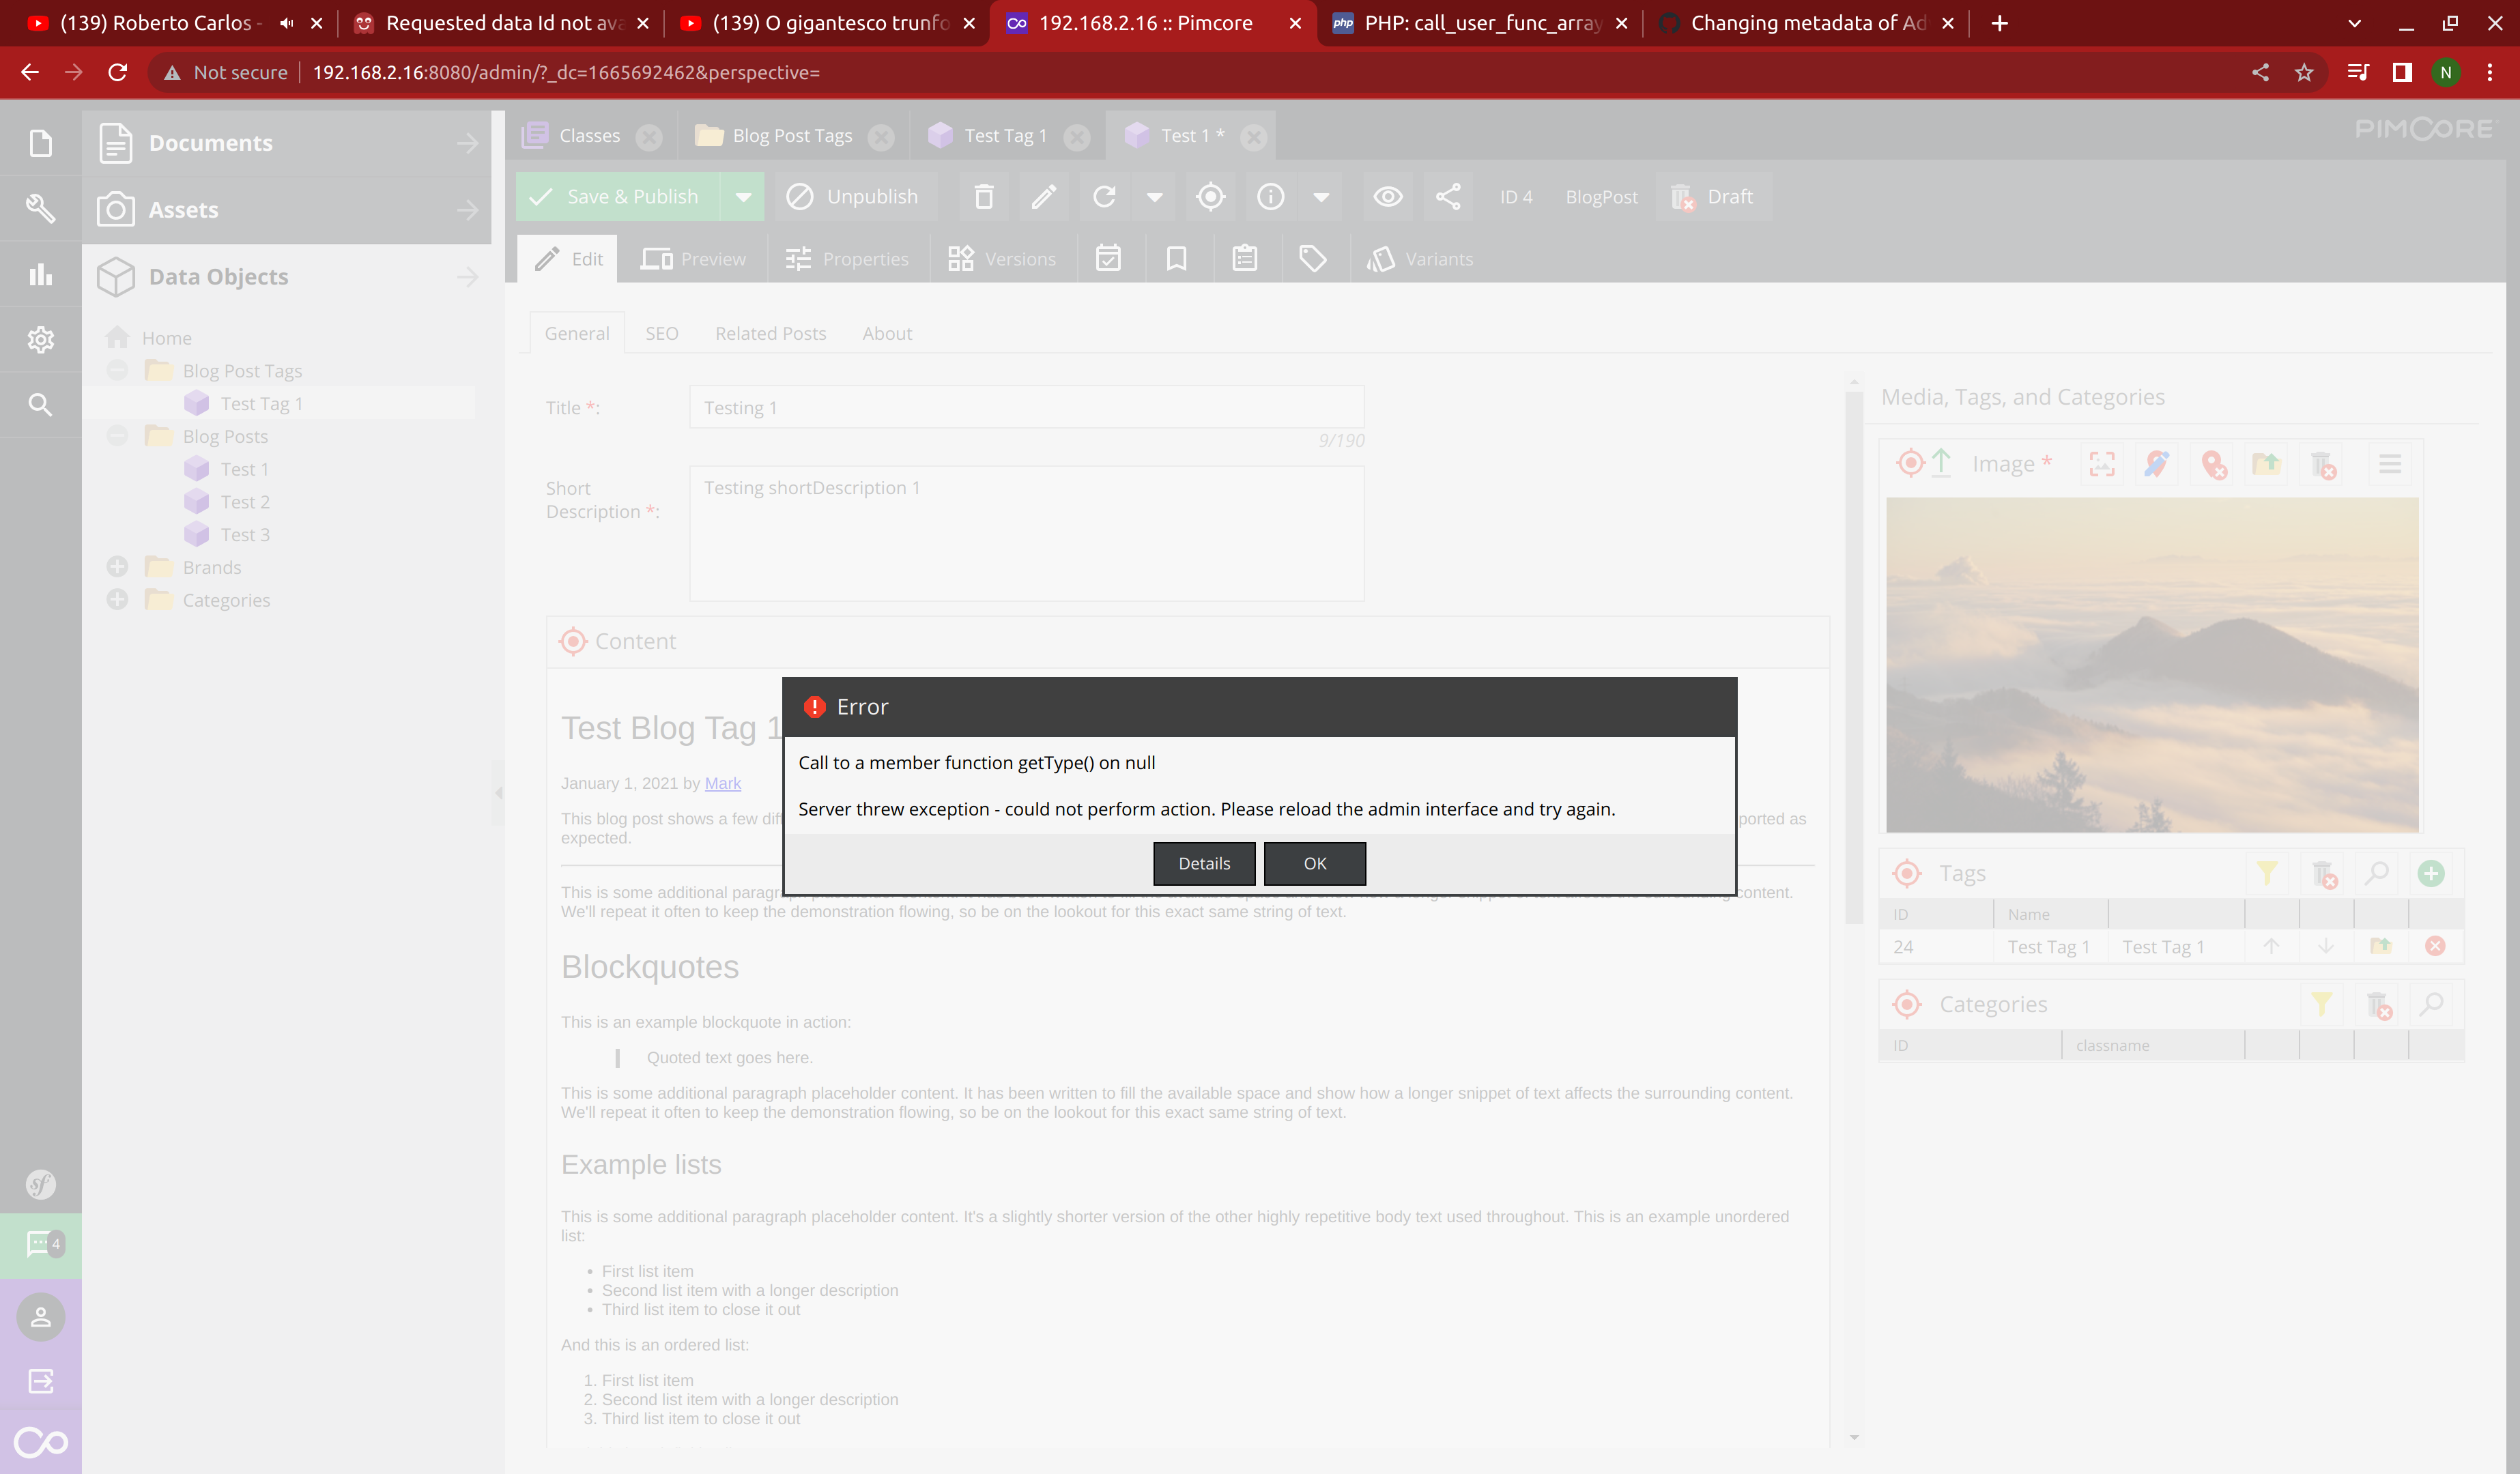 (139) Roberto Carlos -
Requested data Id not ava
(139) O gigantesco trunfo
192.168.2.16 :: Pimcore
php PHP: call_user_func_array
Changing metadata of Ad
Not secure 192.168.2.16:8080/admin/?_dc=1665692462&perspective=
N
Documents
Assets
Data Objects
Home
Blog Post Tags
Test Tag 1
Blog Posts
Test 1
Test 2
Test 3
Brands
Categories
sf
4
Classes
Blog Post Tags
Test Tag 1
Test 1 *
PIMCORE
Save & Publish
Unpublish
ID 4
BlogPost
Draft
Edit
Preview
Properties
Versions
Variants
General
SEO
Related Posts
About
Title *:
Testing 1
9/190
Short
Description *:
Testing shortDescription 1
Content
Test Blog Tag 1
January 1, 2021 by Mark
This blog post shows a few diff
ported as
expected.
This is some additional paragra
content.
We'll repeat it often to keep the demonstration flowing, so be on the lookout for this exact same string of text.
Blockquotes
This is an example blockquote in action:
Quoted text goes here.
This is some additional paragraph placeholder content. It has been written to fill the available space and show how a longer snippet of text affects the surrounding content.
We'll repeat it often to keep the demonstration flowing, so be on the lookout for this exact same string of text.
Example lists
This is some additional paragraph placeholder content. It's a slightly shorter version of the other highly repetitive body text used throughout. This is an example unordered
list:
• First list item
• Second list item with a longer description
• Third list item to close it out
And this is an ordered list:
1. First list item
2. Second list item with a longer description
3. Third list item to close it out
Error
Call to a member function getType() on null
Server threw exception - could not perform action. Please reload the admin interface and try again.
Details
OK
Media, Tags, and Categories
Image *
Tags
ID Name
24 Test Tag 1 Test Tag 1
Categories
ID classname